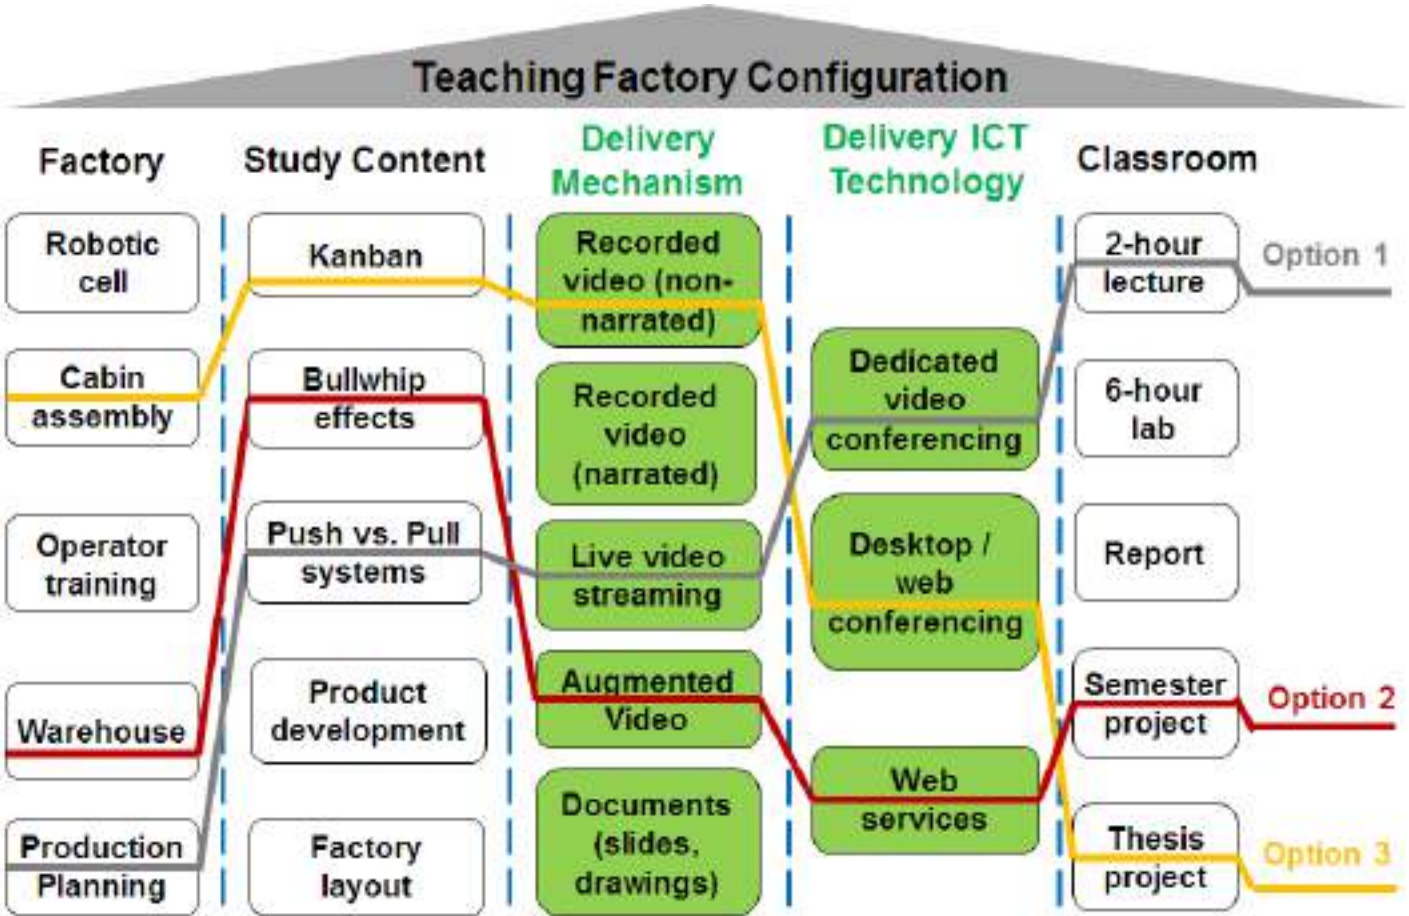 Teaching Factory Configuration
Factory
Study Content
Delivery
Mechanism
Delivery ICT
Technology
Classroom
Robotic
cell
Cabin
assembly
Operator
training
Warehouse
Production
Planning
Kanban
Bullwhip
effects
Push vs. Pull
systems
Product
development
Factory
layout
Recorded
video (non-
narrated)
Recorded
video
(narrated)
Live video
streaming
Augmented
Video
Documents
(slides,
drawings)
Dedicated
video
conferencing
Desktop /
web
conferencing
Web
services
2-hour
lecture
6-hour
lab
Report
Semester
project
Thesis
project
Option 1
Option 2
Option 3